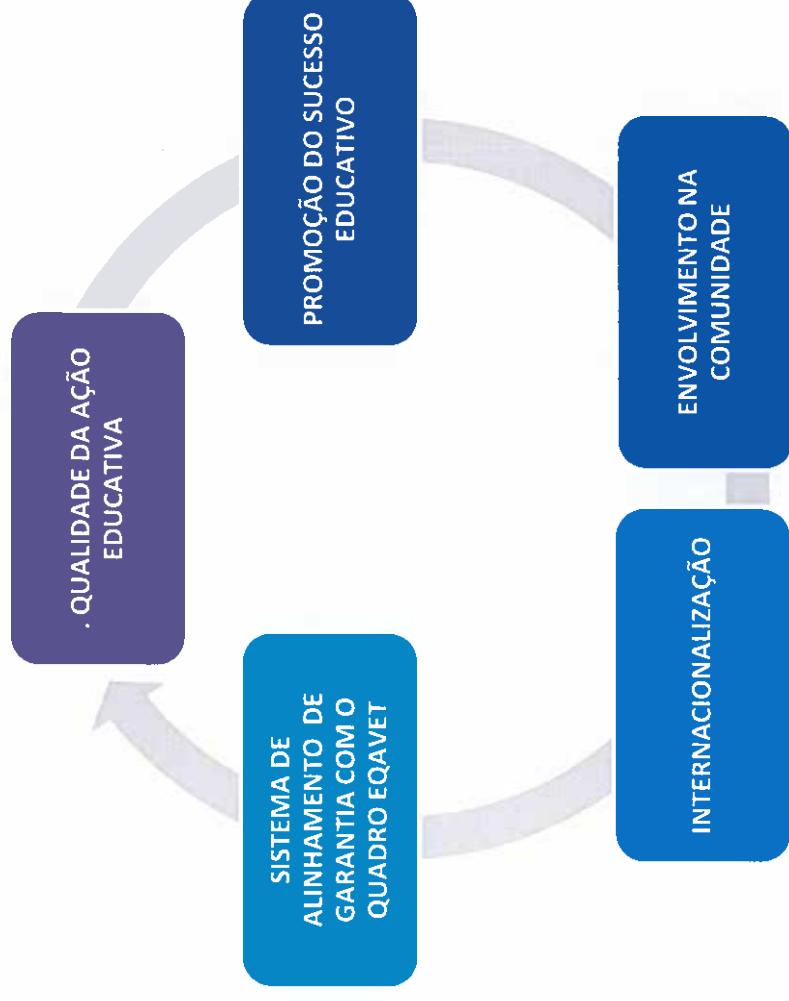 . QUALIDADE DA AÇÃO
EDUCATIVA
PROMOÇÃO DO SUCESSO
EDUCATIVO
ENVOLVIMENTO NA
COMUNIDADE
INTERNACIONALIZAÇÃO
SISTEMA DE
ALINHAMENTO DE
GARANTIA COM O
QUADRO EQAVET